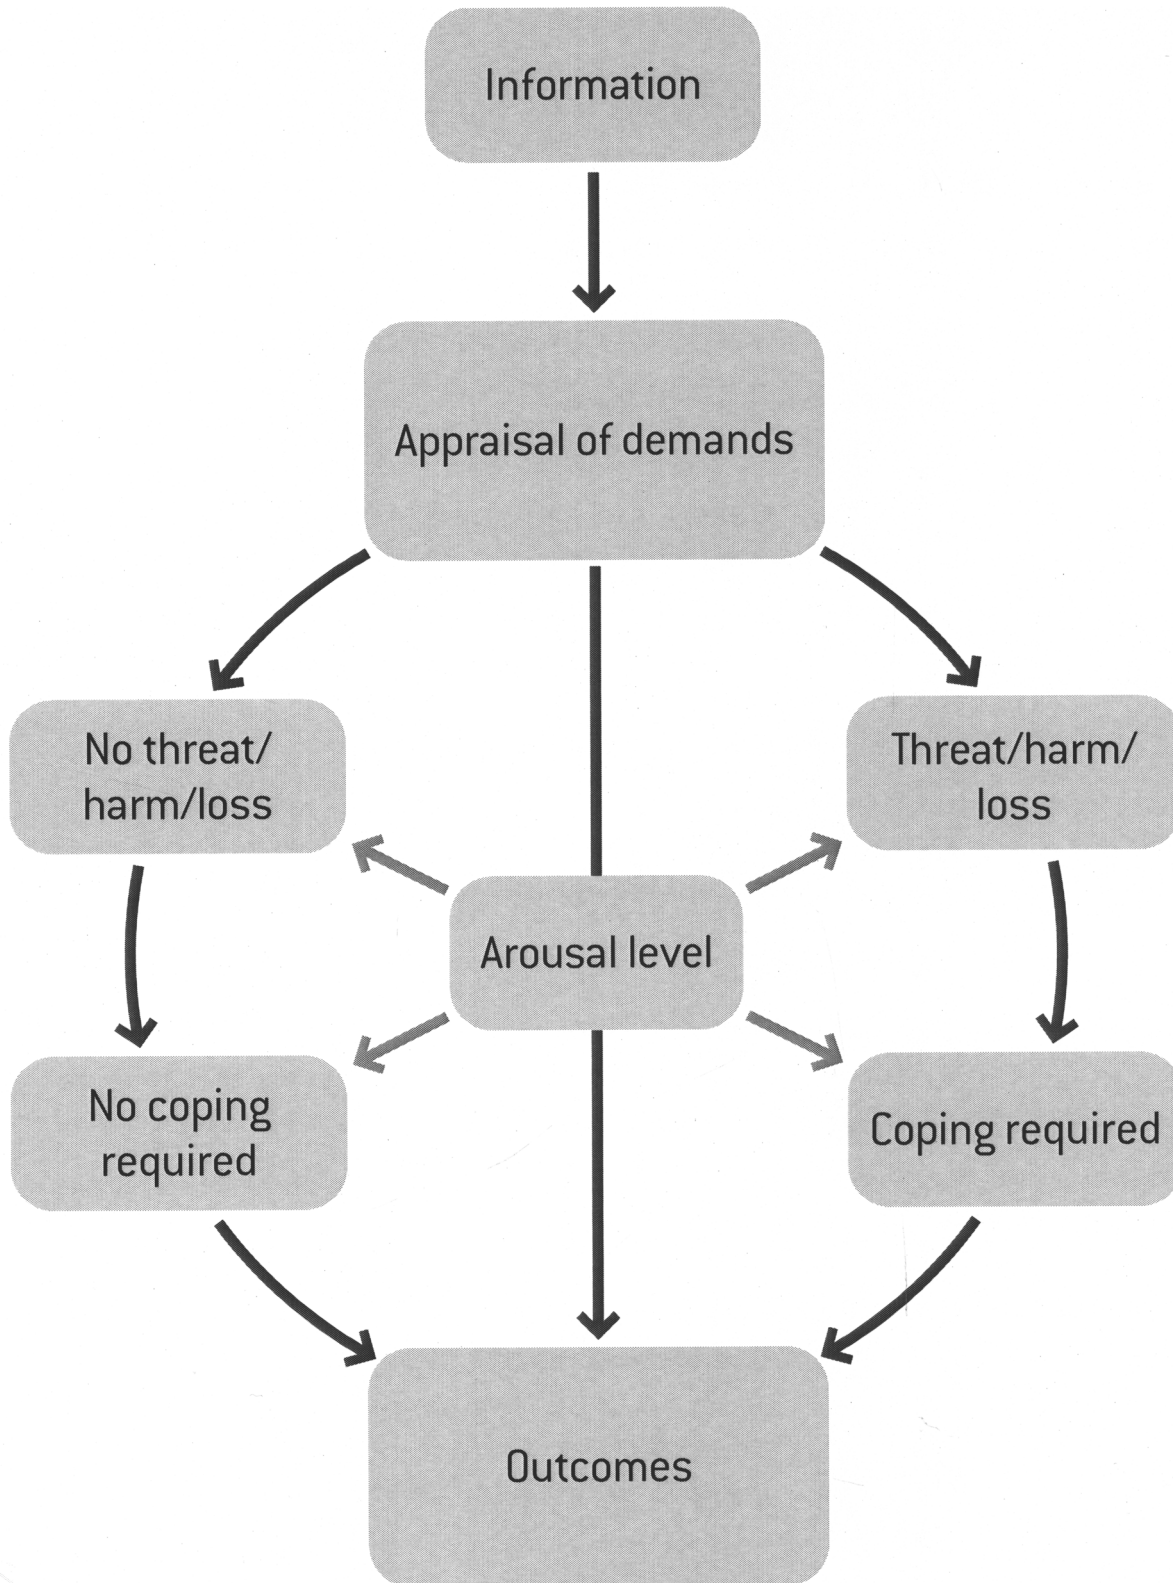 Information
Appraisal of demands
No threat/
harm/loss
Threat/harm/
loss
Arousal level
No coping
required
Coping required
Outcomes